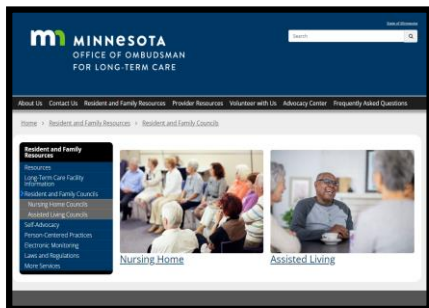 State of Minnesota
mn MINNESOTA
OFFICE OF OMBUDSMAN
FOR LONG-TERM CARE
Search
About Us Contact Us Resident and Family Resources Provider Resources Volunteer with Us Advocacy Center Frequently Asked Questions
Home > Resident and Family Resources > Resident and Family Councils
Resident and Family
Resources
Resources
Long-Term Care Facility
Information
Resident and Family Councils
Nursing Home Councils
Assisted Living Councils
Self-Advocacy
Person-Centered Practices
Electronic Monitoring
Laws and Regulations
More Services
Nursing Home
Assisted Living